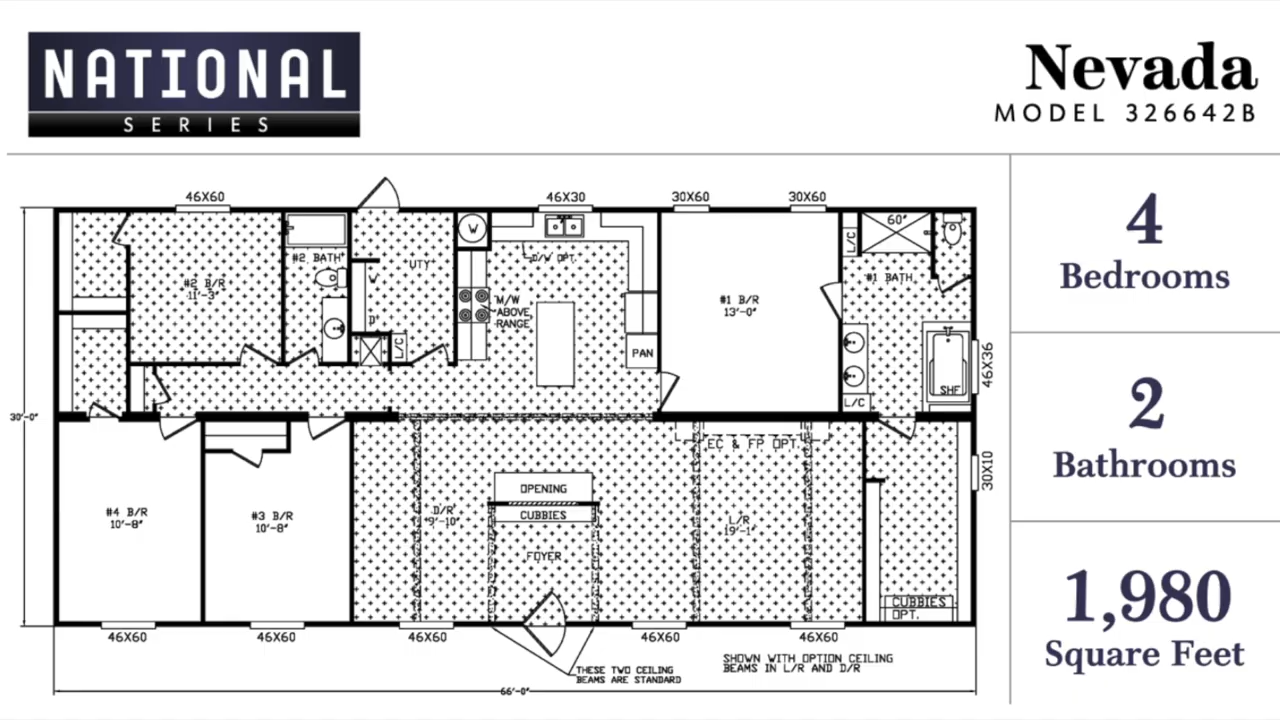 NATIONAL
SERIES
Nevada
MODEL 326642B
4
Bedrooms
2
Bathrooms
1,980
Square Feet
46X60
46X30
30X60
30X60
60"
L/C
#2 BATH
UTY
W
D/W OPT.
#1 BATH
#2 B/R
11'-3"
W
M/W
ABOVE
RANGE
#1 B/R
13'-0"
D
L/C
PAN
46X36
SHF
L/C
30'-0"
EC & FP OPT.
30X10
OPENING
#4 B/R
10'-8"
#3 B/R
10'-8"
D/R
9'-10"
CUBBIES
L/R
19'-1"
FOYER
CUBBIES
OPT.
46X60
46X60
46X60
46X60
46X60
THESE TWO CEILING
BEAMS ARE STANDARD
SHOWN WITH OPTION CEILING
BEAMS IN L/R AND D/R
66'-0"